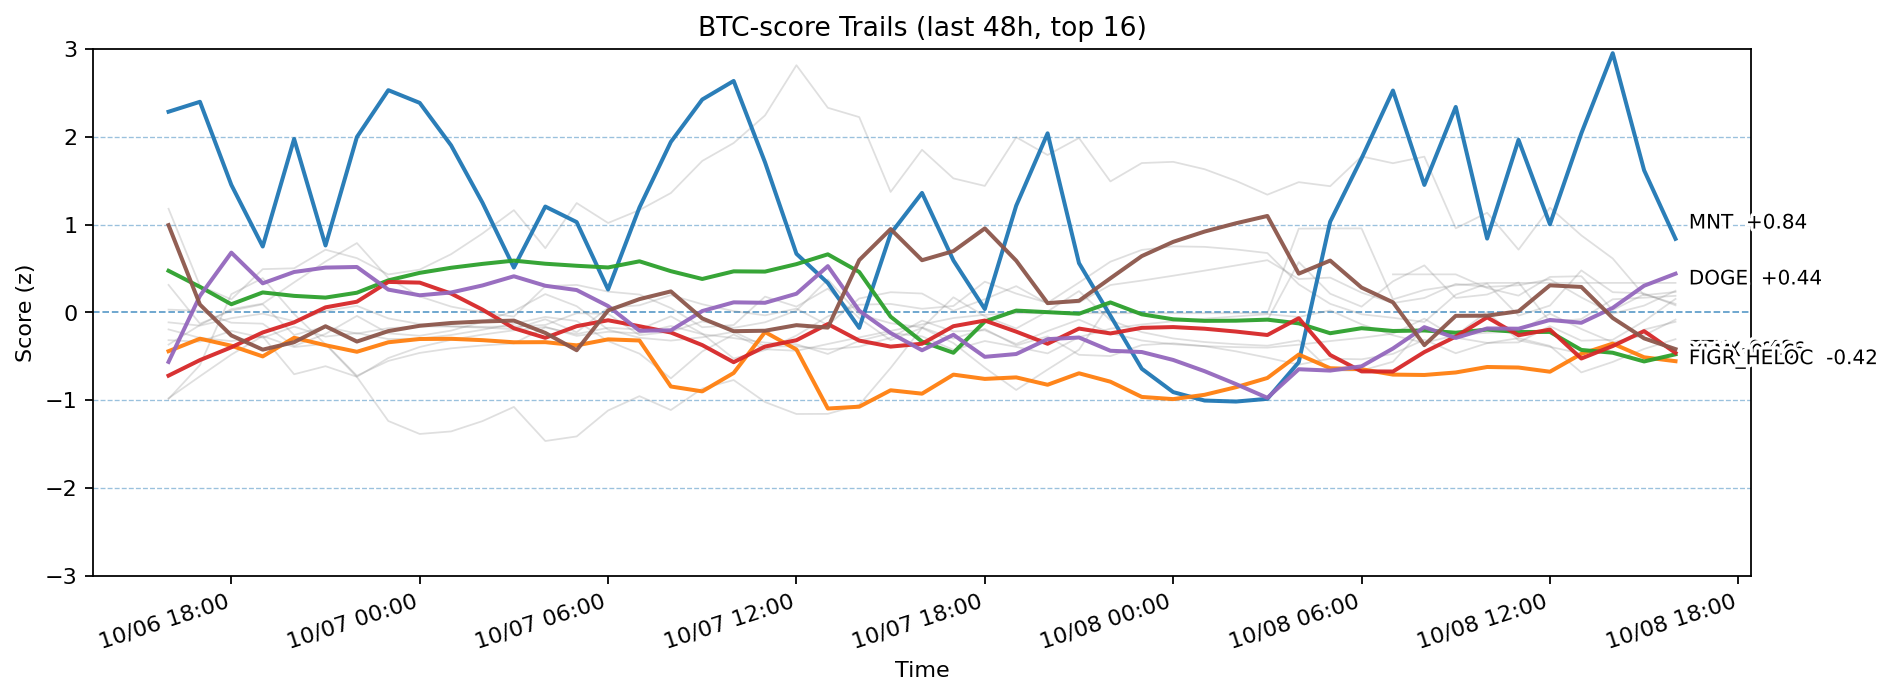 BTC-score Trails (last 48h, top 16)
Score (z)
3
2
1
0
−1
−2
−3
MNT +0.84
DOGE +0.44
FIGR_HELOC -0.42
10/06 18:00
10/07 00:00
10/07 06:00
10/07 12:00
10/07 18:00
10/08 00:00
10/08 06:00
10/08 12:00
10/08 18:00
Time